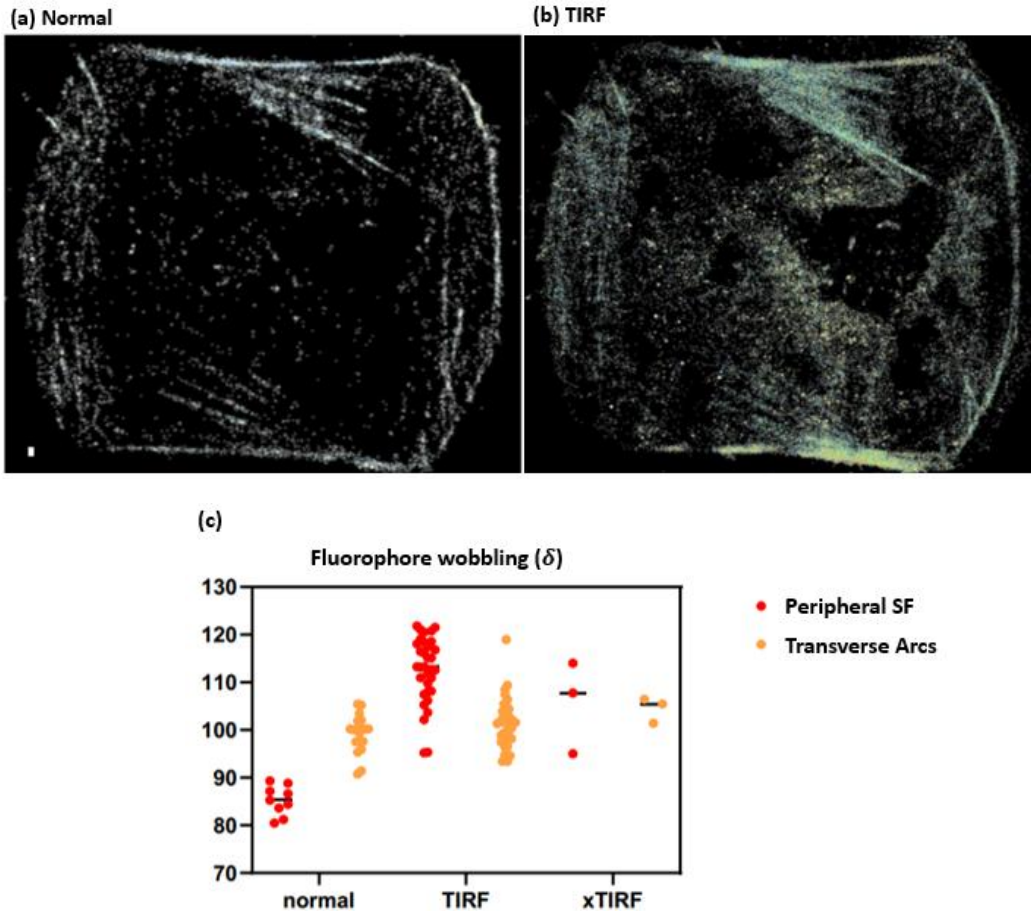 (a) Normal
(b) TIRF
(c)
Fluorophore wobbling (δ)
130
120
110
100
90
80
70
normal
TIRF
xTIRF
Peripheral SF
Transverse Arcs